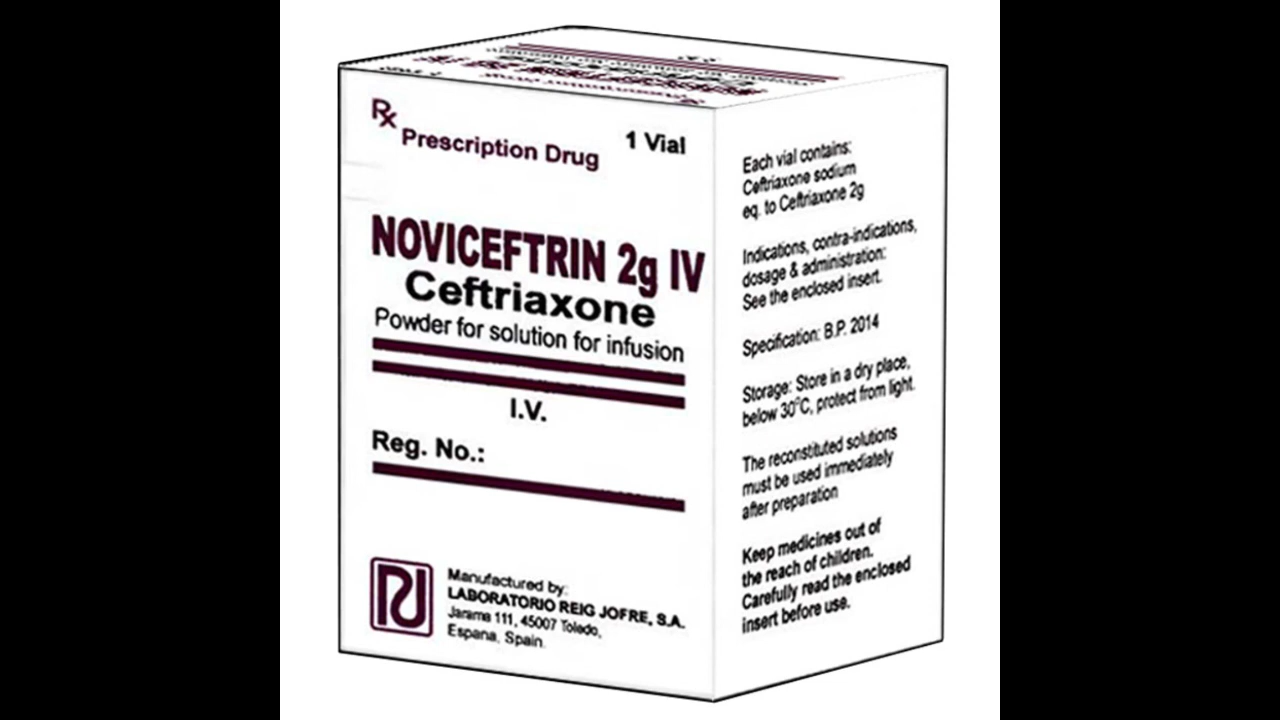 Rx
Prescription Drug
1 Vial
NOVICEFTRIN 2g IV
Ceftriaxone
Powder for solution for infusion
I.V.
Reg. No.:
Manufactured by:
LABORATORIO REIG JOFRE, S.A.
Jarama 111, 45007 Toledo,
Espana, Spain.
Each vial contains:
Ceftriaxone sodium
eq. to Ceftriaxone 2g
Indications, contra-indications,
dosage & administration:
See the enclosed insert.
Specification: B.P. 2014
Storage: Store in a dry place,
below 30°C, protect from light.
The reconstituted solutions
must be used immediately
after preparation
Keep medicines out of
the reach of children.
Carefully read the enclosed
insert before use.